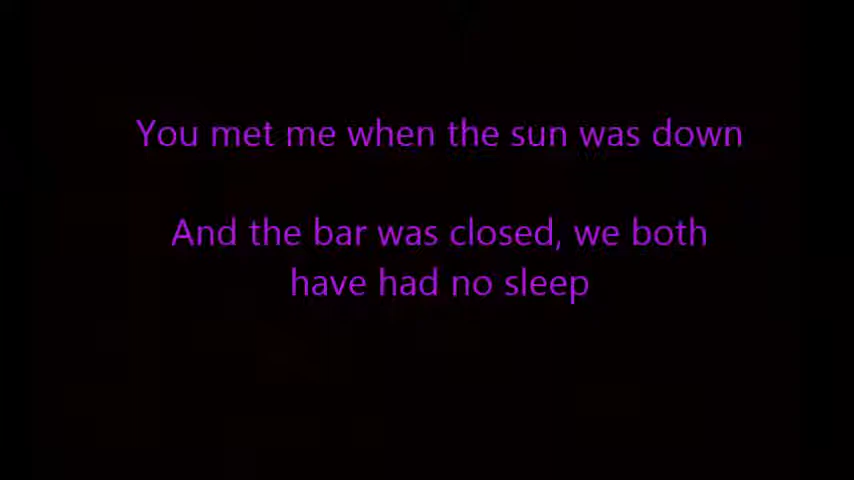 You met me when the sun was down
And the bar was closed, we both
have had no sleep